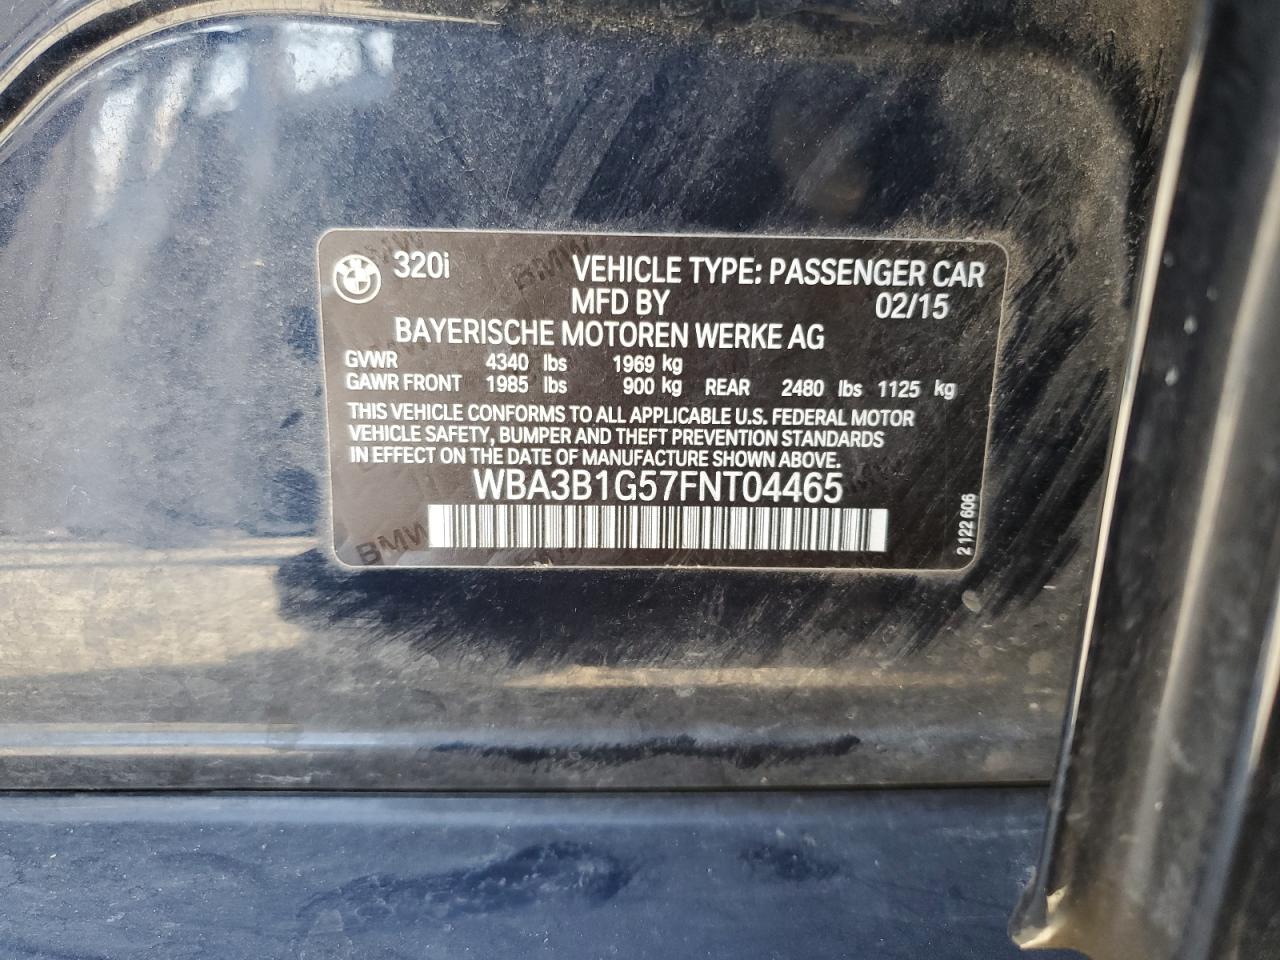 320i VEHICLE TYPE: PASSENGER CAR
MFD BY 02/15
BAYERISCHE MOTOREN WERKE AG
GVWR 4340 lbs 1969 kg
GAWR FRONT 1985 lbs 900 kg REAR 2480 lbs 1125 kg
THIS VEHICLE CONFORMS TO ALL APPLICABLE U.S. FEDERAL MOTOR
VEHICLE SAFETY, BUMPER AND THEFT PREVENTION STANDARDS
IN EFFECT ON THE DATE OF MANUFACTURE SHOWN ABOVE.
WBA3B1G57FNT04465
2 122 606
BMW
BMW
BMW